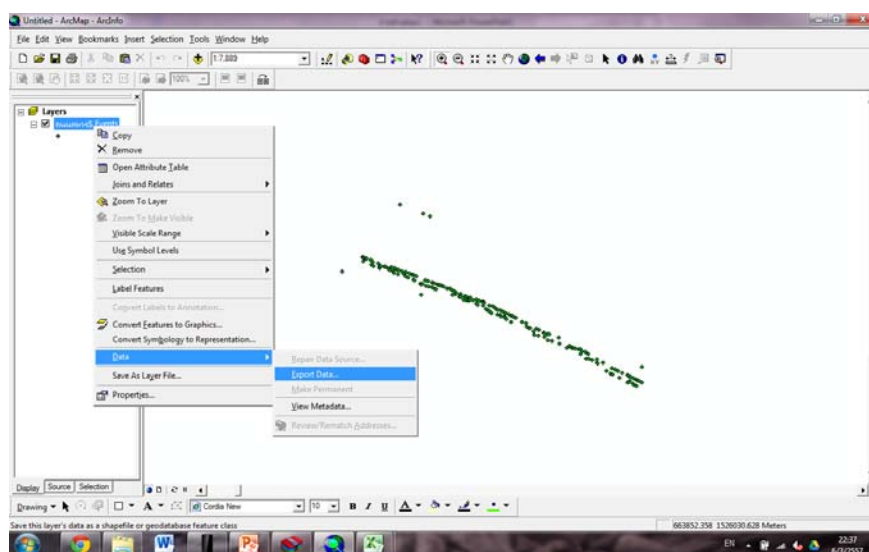 Untitled - ArcMap - ArcInfo
File Edit View Bookmarks Insert Selection Tools Window Help
1:7,889
100%
Layers
Events
Copy
Remove
Open Attribute Table
Joins and Relates
Zoom To Layer
Zoom To Make Visible
Visible Scale Range
Use Symbol Levels
Selection
Label Features
Convert Labels to Annotation...
Convert Features to Graphics...
Convert Symbology to Representation...
Data
Save As Layer File...
Properties...
Repair Data Source...
Export Data...
Make Permanent
View Metadata...
Review/Rematch Addresses...
Display Source Selection
Drawing A Cordia New 10 B I U A
Save this layer's data as a shapefile or geodatabase feature class
663852.358 1526030.628 Meters
EN
22:37
6/3/2557